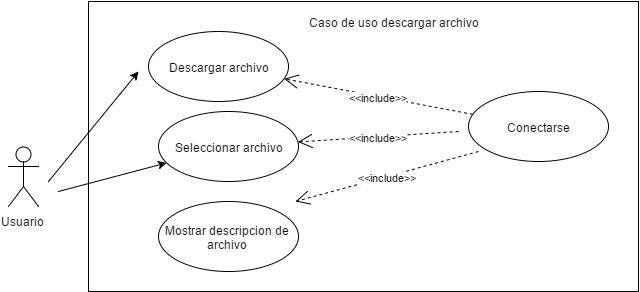 Caso de uso descargar archivo
Descargar archivo
<<include>>
Seleccionar archivo
<<include>>
Conectarse
<<include>>
Usuario
Mostrar descripcion de
archivo